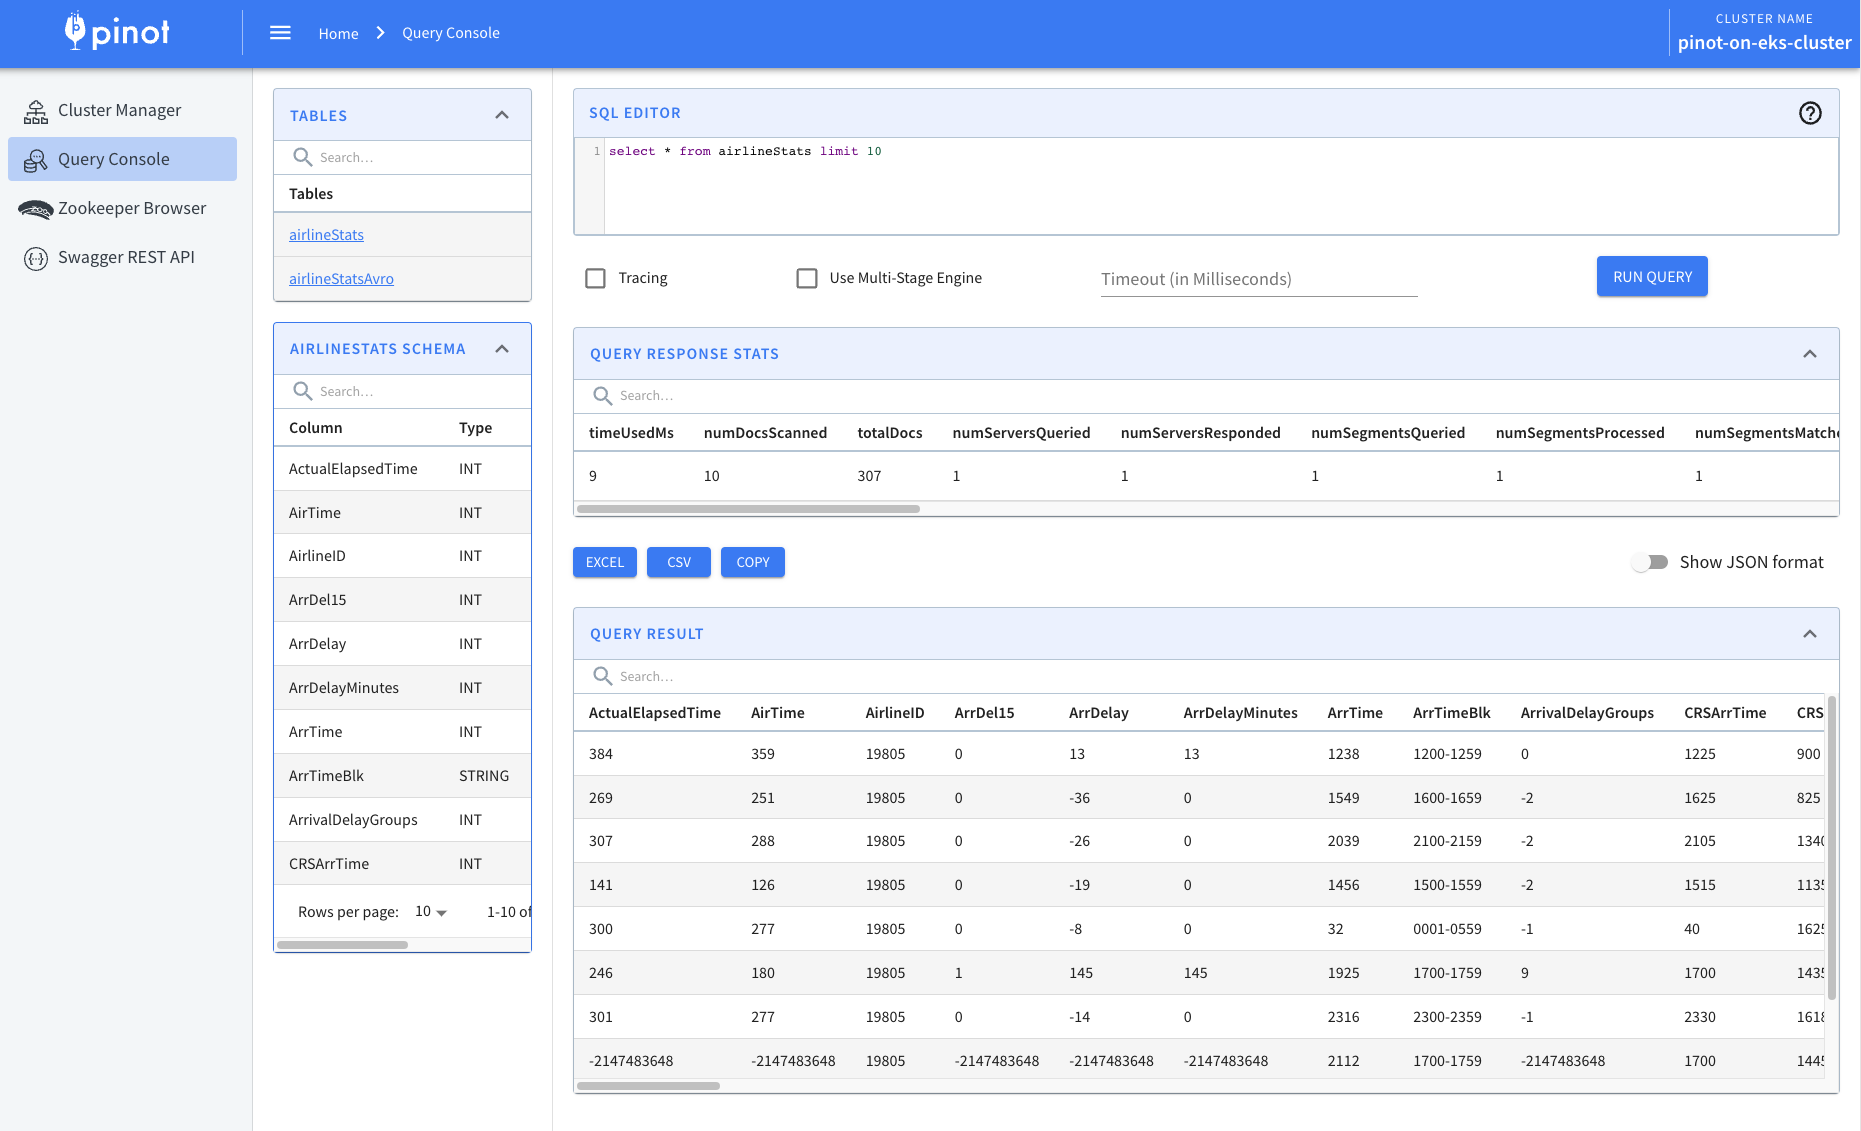 pinot
Home
Query Console
CLUSTER NAME
pinot-on-eks-cluster
Cluster Manager
Query Console
Zookeeper Browser
Swagger REST API
TABLES
Search...
Tables
airlineStats
airlineStatsAvro
AIRLINESTATS SCHEMA
Search...
Column Type
ActualElapsedTime INT
AirTime INT
AirlineID INT
ArrDel15 INT
ArrDelay INT
ArrDelayMinutes INT
ArrTime INT
ArrTimeBlk STRING
ArrivalDelayGroups INT
CRSArrTime INT
Rows per page: 10 1-10 of
SQL EDITOR
1 select * from airlineStats limit 10
Tracing Use Multi-Stage Engine Timeout (in Milliseconds) RUN QUERY
QUERY RESPONSE STATS
Search...
timeUsedMs numDocsScanned totalDocs numServersQueried numServersResponded numSegmentsQueried numSegmentsProcessed numSegmentsMatche
9 10 307 1 1 1 1 1
EXCEL CSV COPY Show JSON format
QUERY RESULT
Search...
ActualElapsedTime AirTime AirlineID ArrDel15 ArrDelay ArrDelayMinutes ArrTime ArrTimeBlk ArrivalDelayGroups CRSArrTime CRS
384 359 19805 0 13 13 1238 1200-1259 0 1225 900
269 251 19805 0 -36 0 1549 1600-1659 -2 1625 825
307 288 19805 0 -26 0 2039 2100-2159 -2 2105 1340
141 126 19805 0 -19 0 1456 1500-1559 -2 1515 1135
300 277 19805 0 -8 0 32 0001-0559 -1 40 1625
246 180 19805 1 145 145 1925 1700-1759 9 1700 1435
301 277 19805 0 -14 0 2316 2300-2359 -1 2330 1618
-2147483648 -2147483648 19805 -2147483648 -2147483648 -2147483648 2112 1700-1759 -2147483648 1700 1445